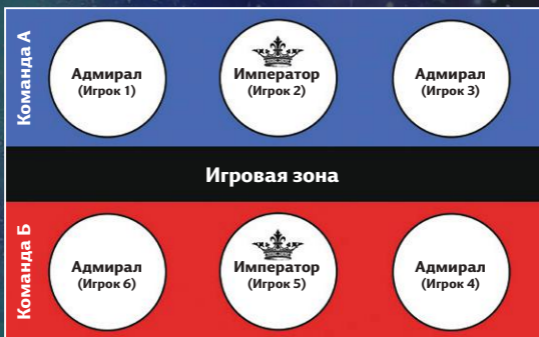 Команда А
Адмирал
(Игрок 1)
Император
(Игрок 2)
Адмирал
(Игрок 3)
Игровая зона
Команда Б
Адмирал
(Игрок 6)
Император
(Игрок 5)
Адмирал
(Игрок 4)